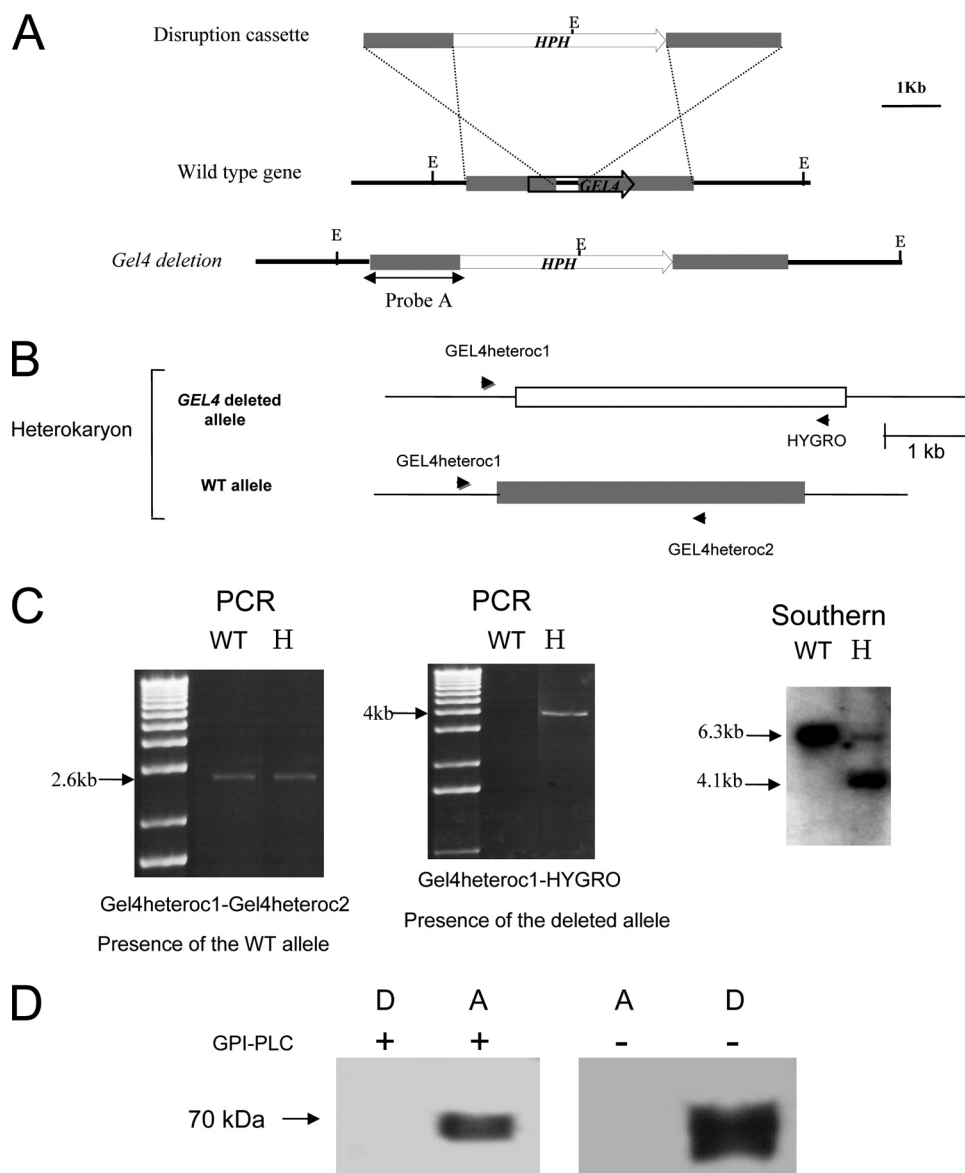 A
Disruption cassette
E
HPH
1Kb
Wild type gene
E
E
GEL4
Gel4 deletion
E
E
E
HPH
Probe A
B
GEL4heteroc1
Heterokaryon
GEL4 deleted
allele
HYGRO
1 kb
GEL4heteroc1
WT allele
GEL4heteroc2
C
PCR
WT H
2.6kb
Gel4heteroc1-Gel4heteroc2
Presence of the WT allele
PCR
WT H
4kb
Gel4heteroc1-HYGRO
Presence of the deleted allele
Southern
WT H
6.3kb
4.1kb
D
D A A D
GPI-PLC + + - -
70 kDa